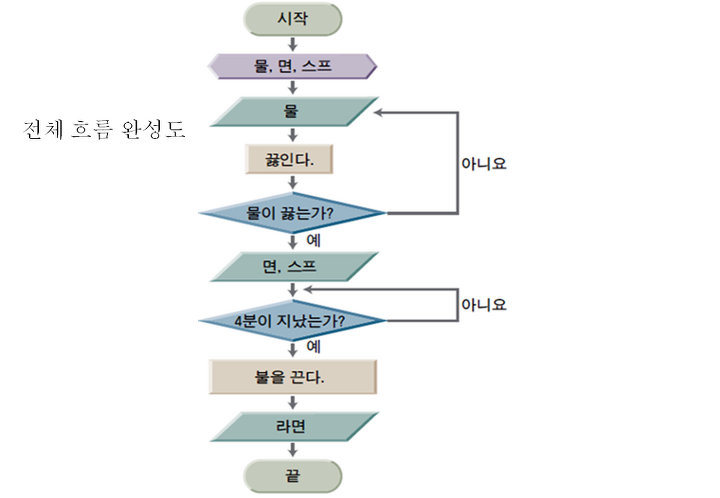 시작
물, 면, 스프
물
전체 흐름 완성도
끓인다.
아니요
물이 끓는가?
예
면, 스프
아니요
4분이 지났는가?
예
불을 끈다.
라면
끝